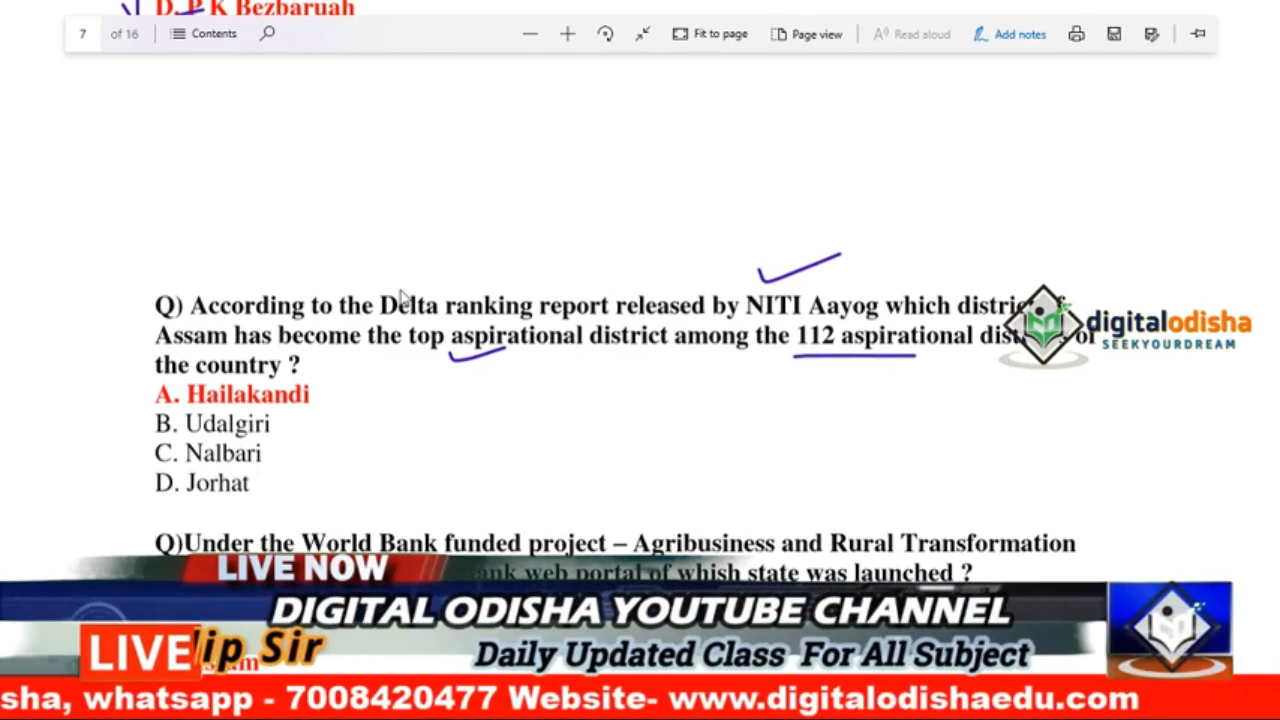 D. P K Bezbaruah
7 of 16 Contents Fit to page Page view Read aloud Add notes
Q) According to the Delta ranking report released by NITI Aayog which district of
Assam has become the top aspirational district among the 112 aspirational districts of
the country ?
A. Hailakandi
B. Udalgiri
C. Nalbari
D. Jorhat
digitalodisha
SEEKYOURDREAM
Q)Under the World Bank funded project – Agribusiness and Rural Transformation
ank web portal of whish state was launched ?
LIVE NOW
DIGITAL ODISHA YOUTUBE CHANNEL
LIVE lip Sir
Daily Updated Class For All Subject
sha, whatsapp - 7008420477 Website- www.digitalodishaedu.com